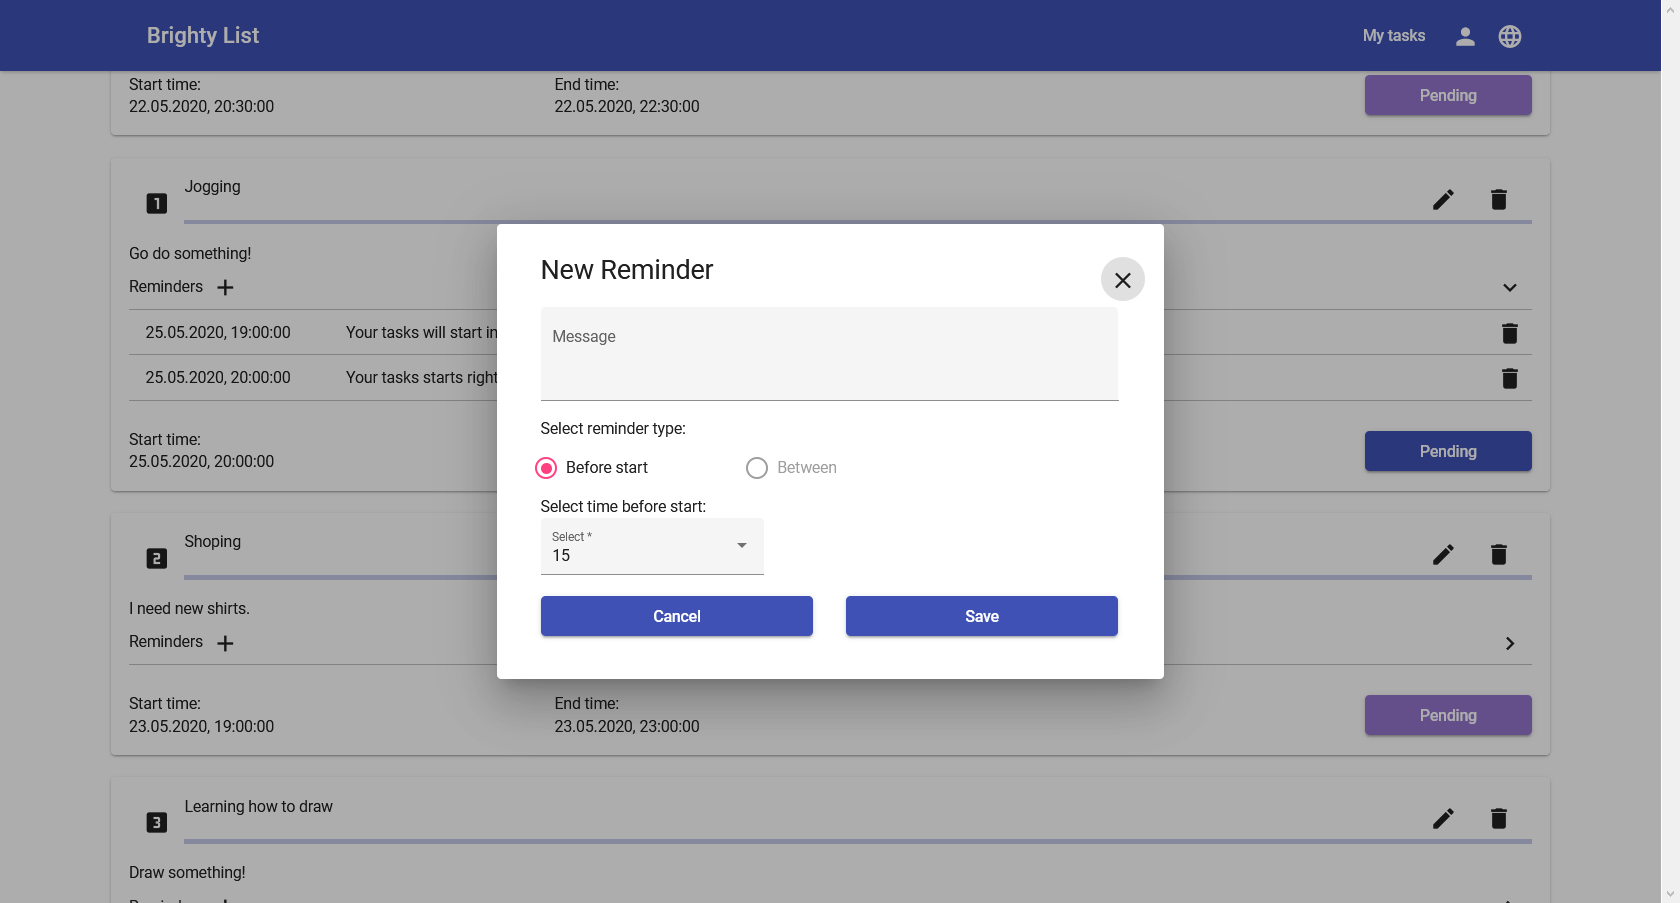 Brighty List
My tasks
Start time:
22.05.2020, 20:30:00
End time:
22.05.2020, 22:30:00
Pending
1
Jogging
Go do something!
Reminders
25.05.2020, 19:00:00
Your tasks will start in
25.05.2020, 20:00:00
Your tasks starts right
Start time:
25.05.2020, 20:00:00
Pending
New Reminder
Message
Select reminder type:
Before start
Between
Select time before start:
Select *
15
Cancel
Save
2
Shoping
I need new shirts.
Reminders
Start time:
23.05.2020, 19:00:00
End time:
23.05.2020, 23:00:00
Pending
3
Learning how to draw
Draw something!